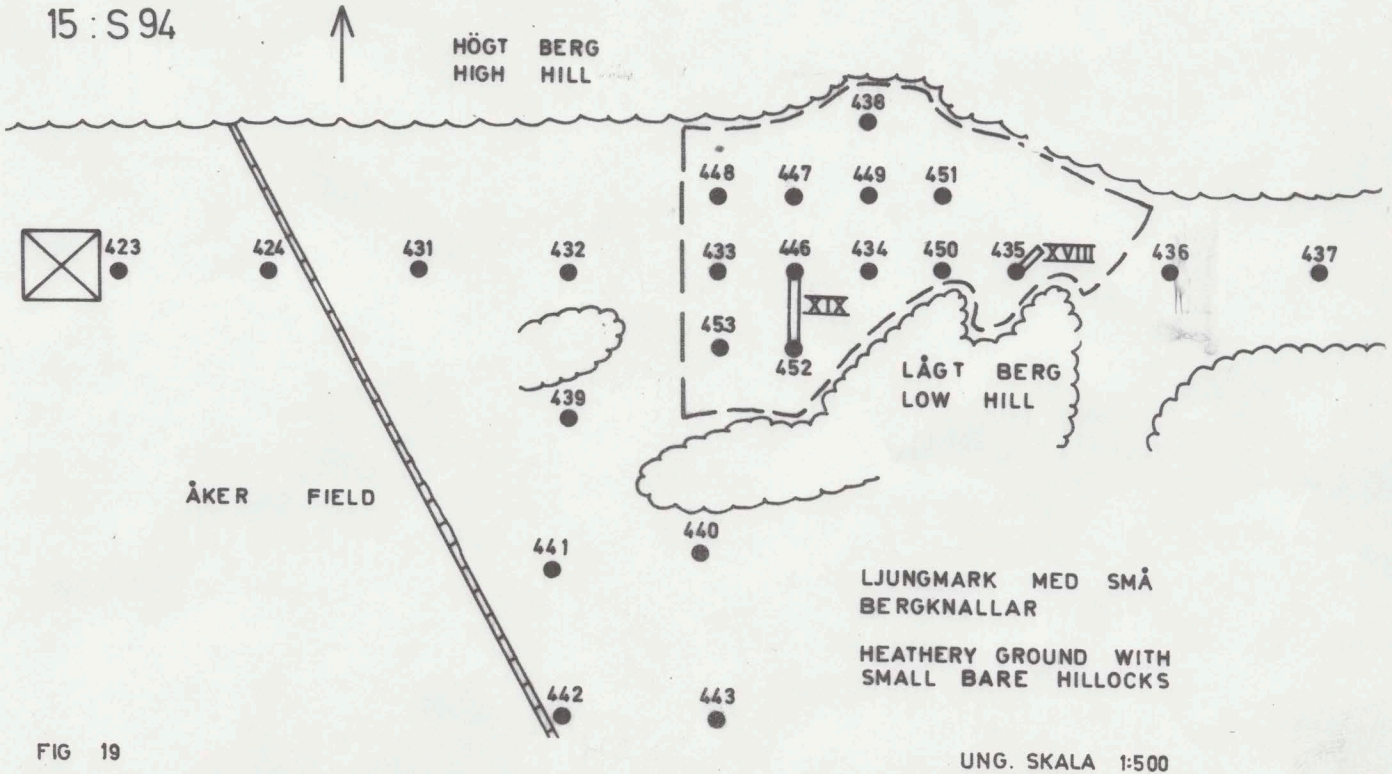 15 : S 94
HÖGT BERG
HIGH HILL
438
448 447 449 451
423 424 431 432 433 446 434 450 435 XVIII 436 437
453 XIX
452
LÅGT BERG
LOW HILL
439
ÅKER FIELD
441 440
LJUNGMARK MED SMÅ
BERGKNALLAR
HEATHERY GROUND WITH
SMALL BARE HILLOCKS
442 443
FIG 19
UNG. SKALA 1:500